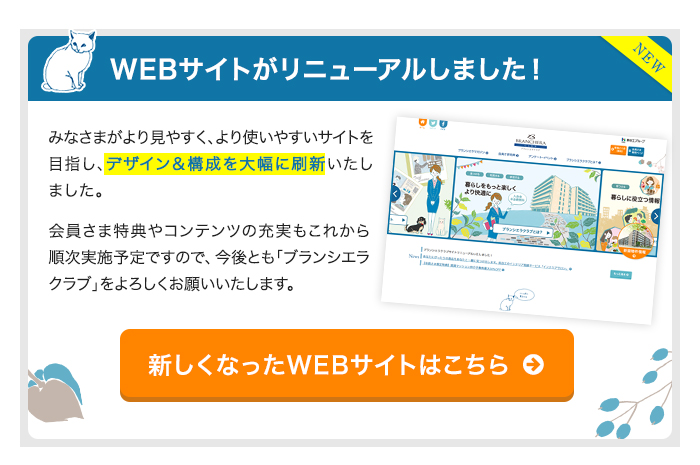 WEBサイトがリニューアルしました！
NEW
みなさまがより見やすく、より使いやすいサイトを
目指し、デザイン＆構成を大幅に刷新いたし
ました。
会員さま特典やコンテンツの充実もこれから
順次実施予定ですので、今後とも「ブランシエラ
クラブ」をよろしくお願いいたします。
BRANCHERA
暮らしをもっと楽しく
より快適に
ブランシエラクラブとは？
暮らしに役立つ情報
News
新しくなったWEBサイトはこちら